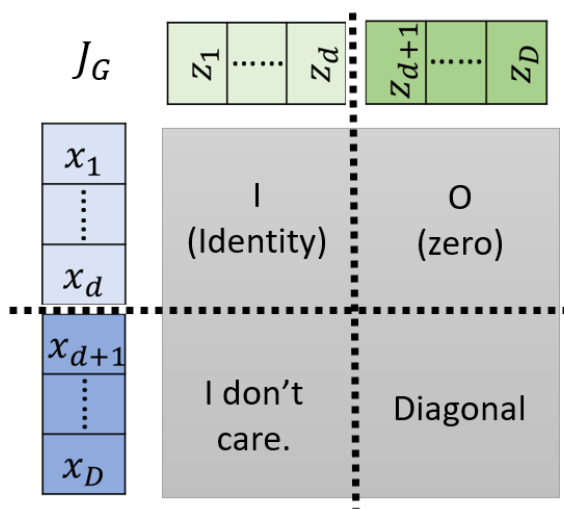 J_G
z_1 ...... z_d z_{d+1} ...... z_D
x_1
......
x_d
x_{d+1}
......
x_D
I
(Identity)
O
(zero)
I don't
care.
Diagonal